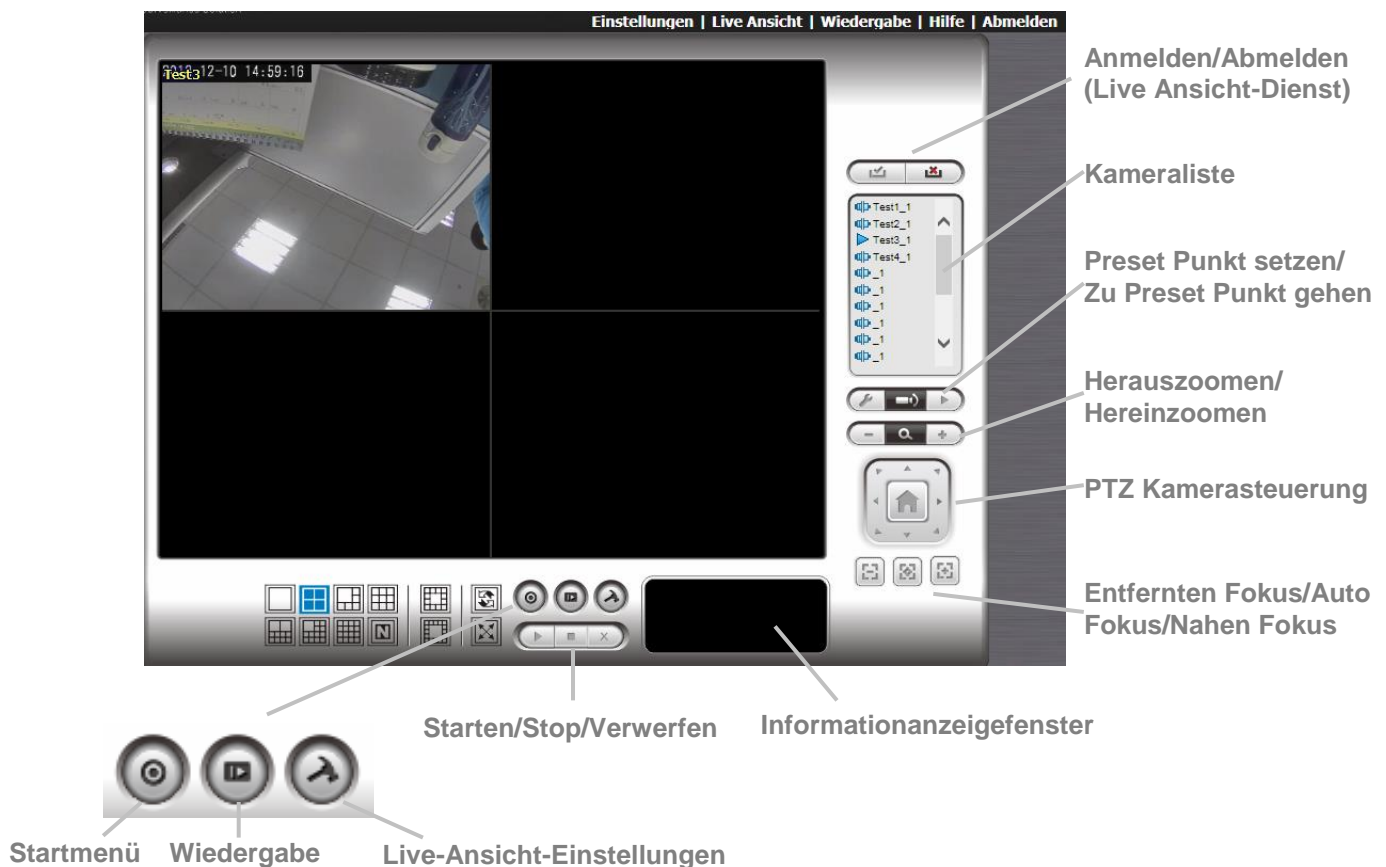 Einstellungen | Live Ansicht | Wiedergabe | Hilfe | Abmelden
Test3
12-10 14:59:16
Anmelden/Abmelden
(Live Ansicht-Dienst)
Kameraliste
Test1_1
Test2_1
Test3_1
Test4_1
_1
_1
_1
_1
_1
_1
Preset Punkt setzen/
Zu Preset Punkt gehen
Herauszoomen/
Hereinzoomen
PTZ Kamerasteuerung
Entfernten Fokus/Auto
Fokus/Nahen Fokus
N
Starten/Stop/Verwerfen
Informationanzeigefenster
Startmenü
Wiedergabe
Live-Ansicht-Einstellungen